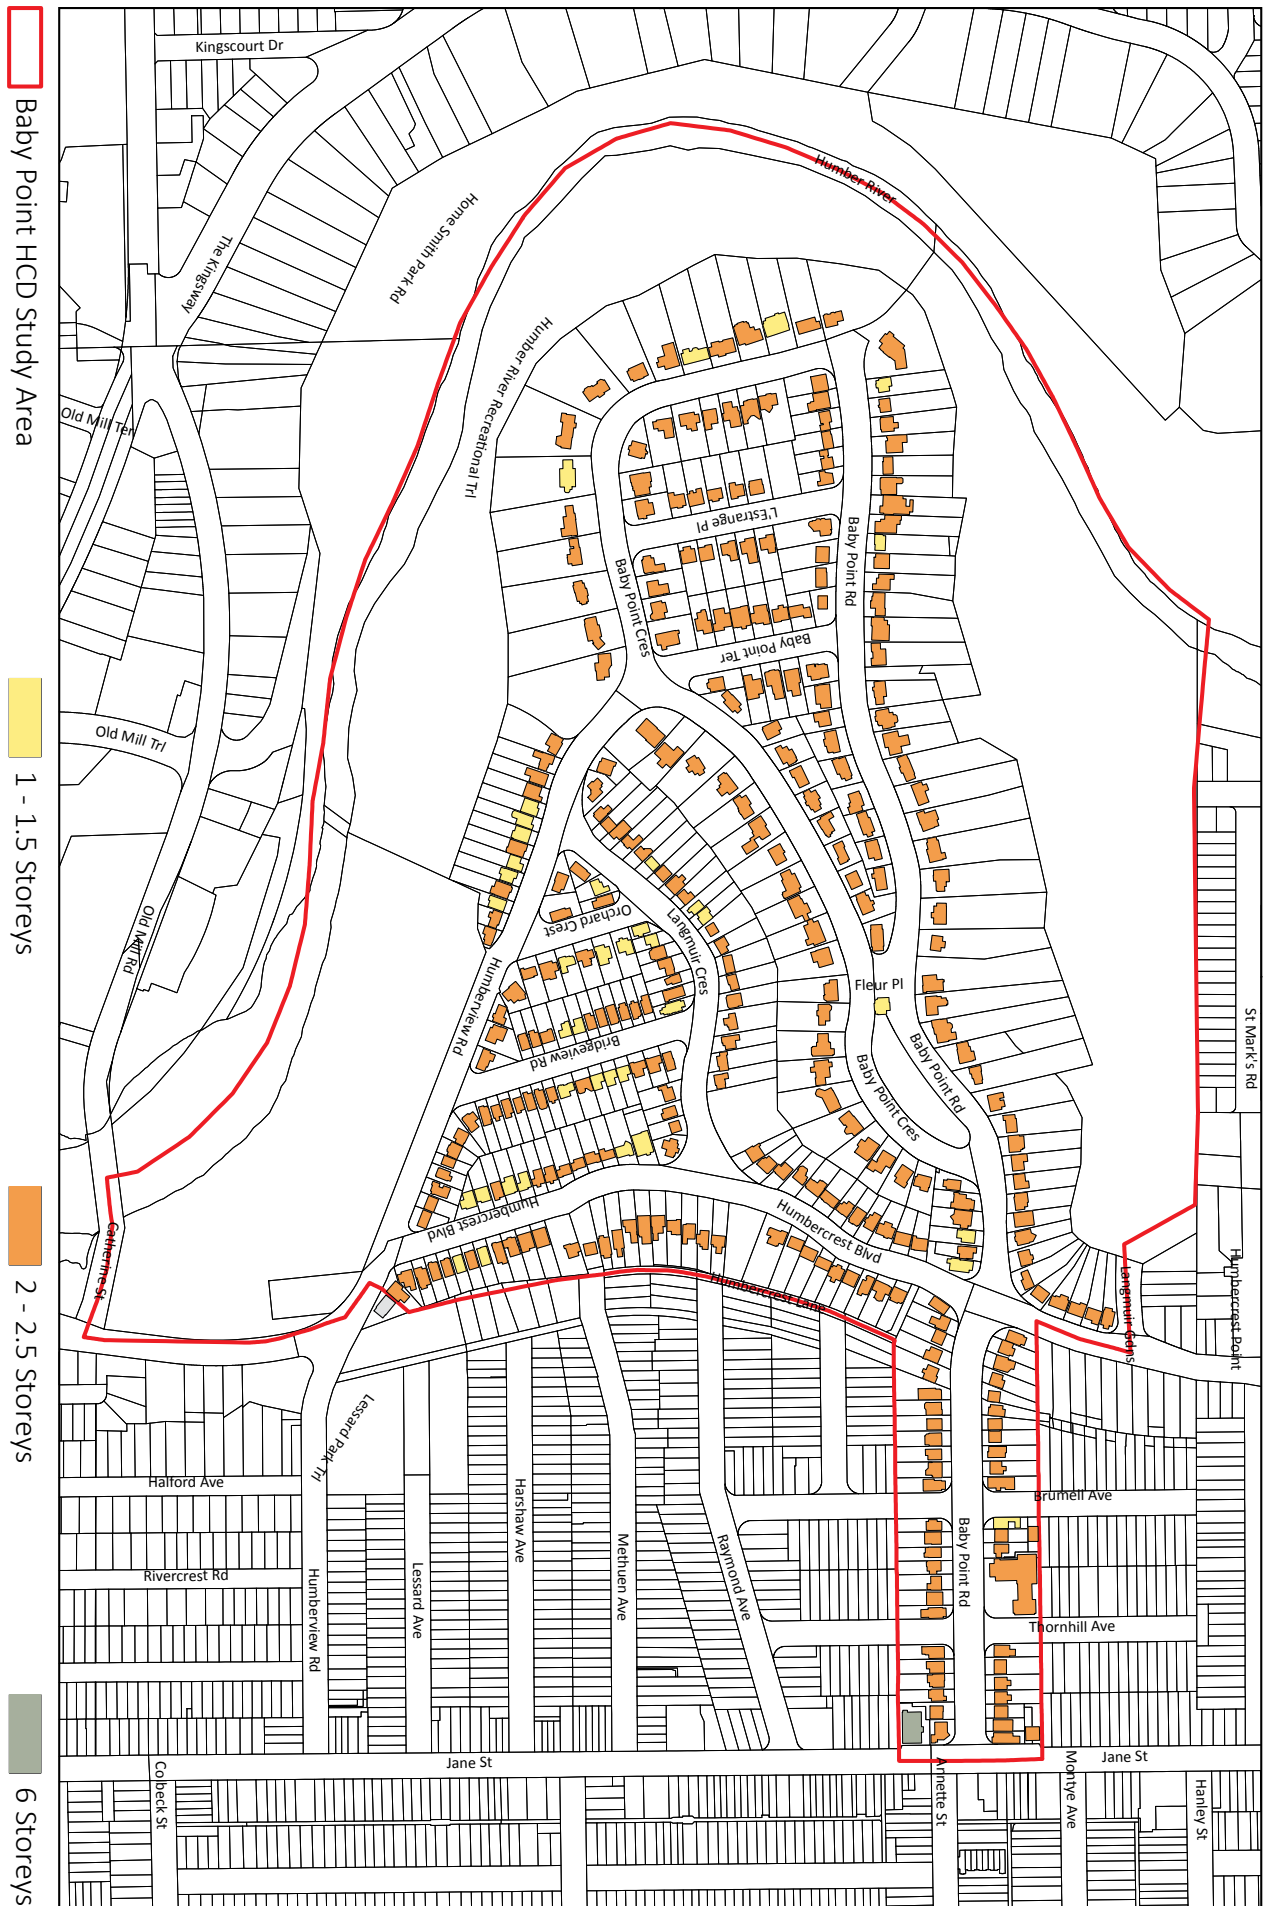 Kingscourt Dr
The Kingsway
Home Smith Park Rd
Humber River
Humber River Recreational Trl
Old Mill Ter
L'Estrange Pl
Baby Point Rd
Baby Point Cres
Baby Point Ter
Old Mill Trl
Old Mill Rd
Orchard Crest
Langmuir Cres
Humberview Rd
Bridgeview Rd
Fleur Pl
Baby Point Rd
Baby Point Cres
St Mark's Rd
Humbercrest Blvd
Humbercrest Blvd
Catherine St
Humbercrest Lane
Langmuir Gdns
Humbercrest Point
Lessard Park Trl
Halford Ave
Rivercrest Rd
Humberview Rd
Lessard Ave
Harshaw Ave
Methuen Ave
Raymond Ave
Baby Point Rd
Brumell Ave
Thornhill Ave
Jane St
Jane St
Colbeck St
Annette St
Montye Ave
Hanley St
Baby Point HCD Study Area
1 - 1.5 Storeys
2 - 2.5 Storeys
6 Storeys